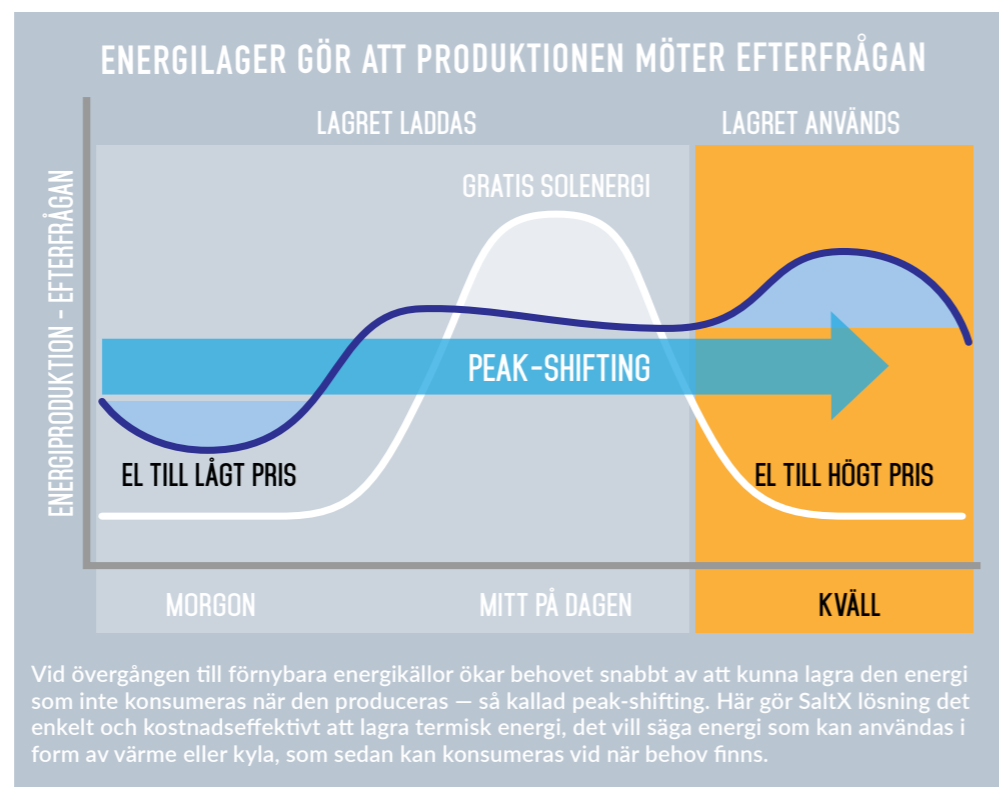 ENERGILAGER GÖR ATT PRODUKTIONEN MÖTER EFTERFRÅGAN
LAGRET LADDAS
LAGRET ANVÄNDS
GRATIS SOLENERGI
ENERGIPRODUKTION - EFTERFRÅGAN
PEAK-SHIFTING
EL TILL LÅGT PRIS
EL TILL HÖGT PRIS
MORGON
MITT PÅ DAGEN
KVÄLL
Vid övergången till förnybara energikällor ökar behovet snabbt av att kunna lagra den energi
som inte konsumeras när den produceras — så kallad peak-shifting. Här gör SaltX lösning det
enkelt och kostnadseffektivt att lagra termisk energi, det vill säga energi som kan användas i
form av värme eller kyla, som sedan kan konsumeras vid när behov finns.